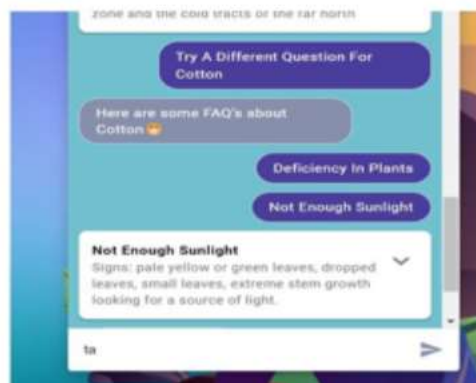 zone and the cold tracts of the far north
Try A Different Question For
Cotton
Here are some FAQ's about
Cotton 😷
Deficiency In Plants
Not Enough Sunlight
Not Enough Sunlight
Signs: pale yellow or green leaves, dropped
leaves, small leaves, extreme stem growth
looking for a source of light.
ta